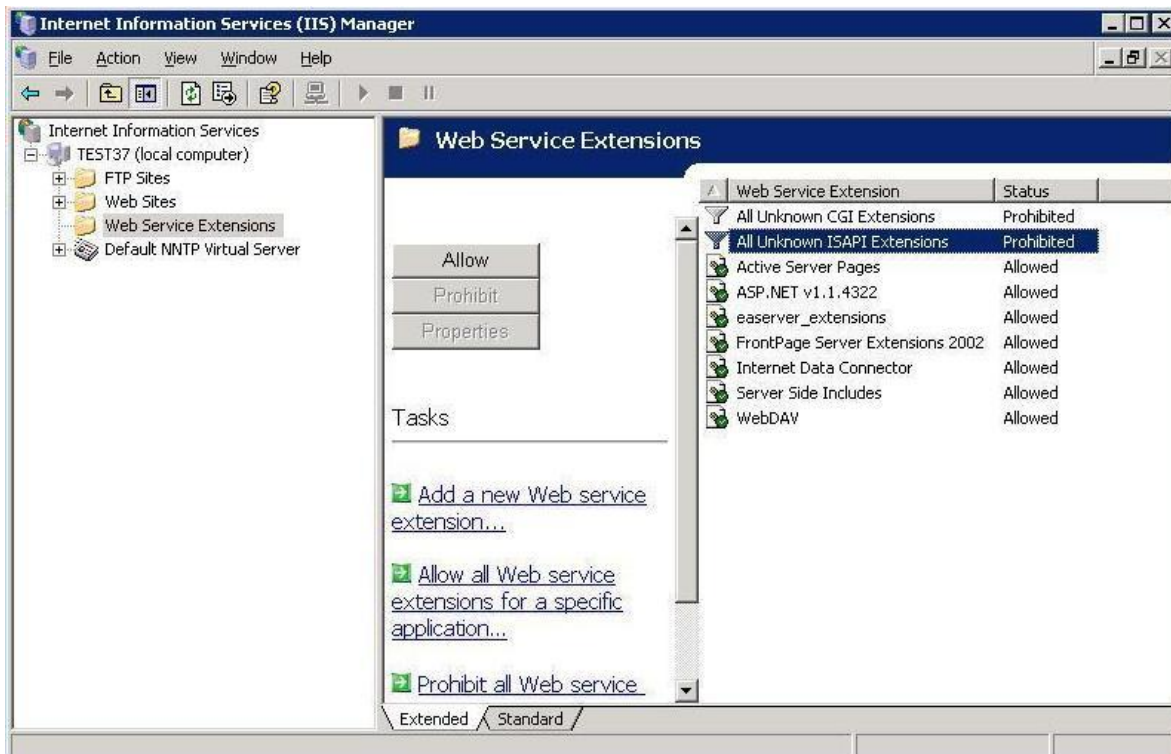 Internet Information Services (IIS) Manager
File Action View Window Help
Internet Information Services
TEST37 (local computer)
FTP Sites
Web Sites
Web Service Extensions
Default NNTP Virtual Server
Web Service Extensions
Allow
Prohibit
Properties
Tasks
Add a new Web service
extension...
Allow all Web service
extensions for a specific
application...
Prohibit all Web service
Web Service Extension Status
All Unknown CGI Extensions Prohibited
All Unknown ISAPI Extensions Prohibited
Active Server Pages Allowed
ASP.NET v1.1.4322 Allowed
easerver_extensions Allowed
FrontPage Server Extensions 2002 Allowed
Internet Data Connector Allowed
Server Side Includes Allowed
WebDAV Allowed
Extended Standard